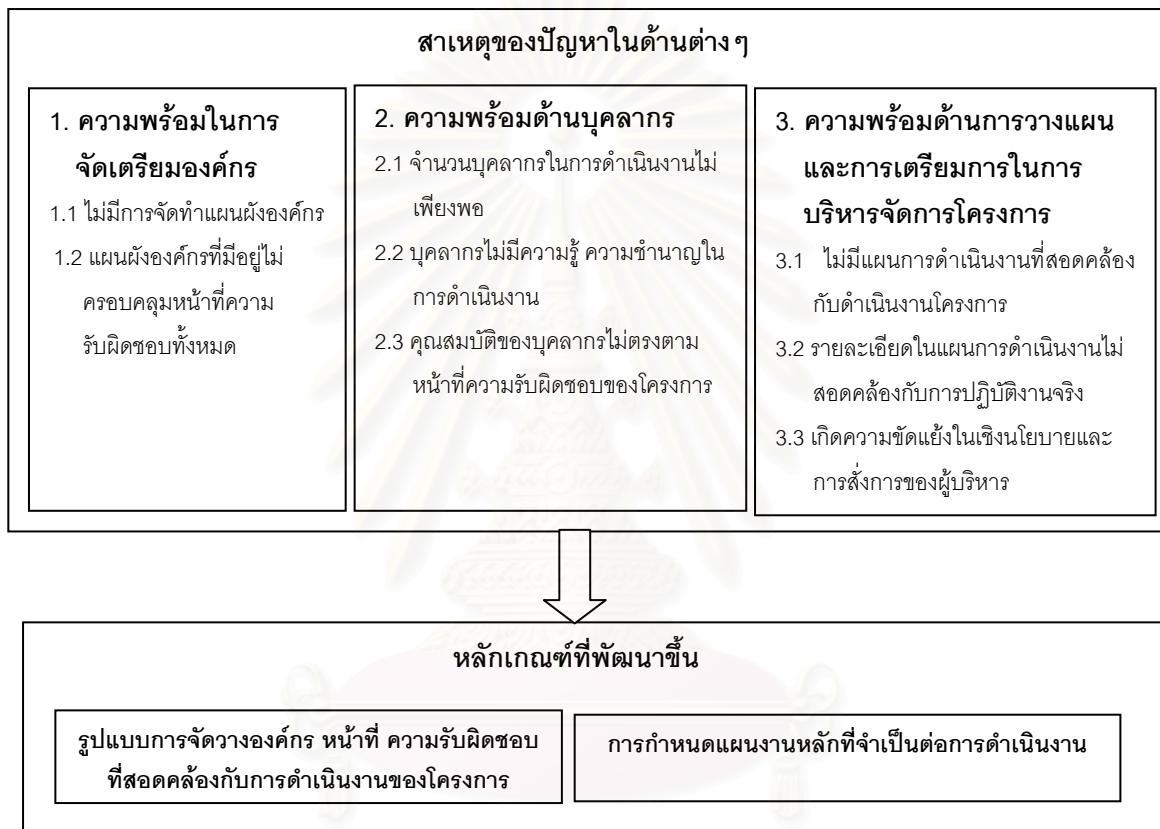 สาเหตุของปัญหาในด้านต่างๆ
1. ความพร้อมในการ
จัดเตรียมองค์กร
1.1 ไม่มีการจัดทำแผนผังองค์กร
1.2 แผนผังองค์กรที่มีอยู่ไม่
ครอบคลุมหน้าที่ความ
รับผิดชอบทั้งหมด
2. ความพร้อมด้านบุคลากร
2.1 จำนวนบุคลากรในการดำเนินงานไม่
เพียงพอ
2.2 บุคลากรไม่มีความรู้ ความชำนาญใน
การดำเนินงาน
2.3 คุณสมบัติของบุคลากรไม่ตรงตาม
หน้าที่ความรับผิดชอบของโครงการ
3. ความพร้อมด้านการวางแผน
และการเตรียมการในการ
บริหารจัดการโครงการ
3.1 ไม่มีแผนการดำเนินงานที่สอดคล้อง
กับดำเนินงานโครงการ
3.2 รายละเอียดในแผนการดำเนินงานไม่
สอดคล้องกับการปฏิบัติงานจริง
3.3 เกิดความขัดแย้งในเชิงนโยบายและ
การสั่งการของผู้บริหาร
หลักเกณฑ์ที่พัฒนาขึ้น
รูปแบบการจัดวางองค์กร หน้าที่ ความรับผิดชอบ
ที่สอดคล้องกับการดำเนินงานของโครงการ
การกำหนดแผนงานหลักที่จำเป็นต่อการดำเนินงาน